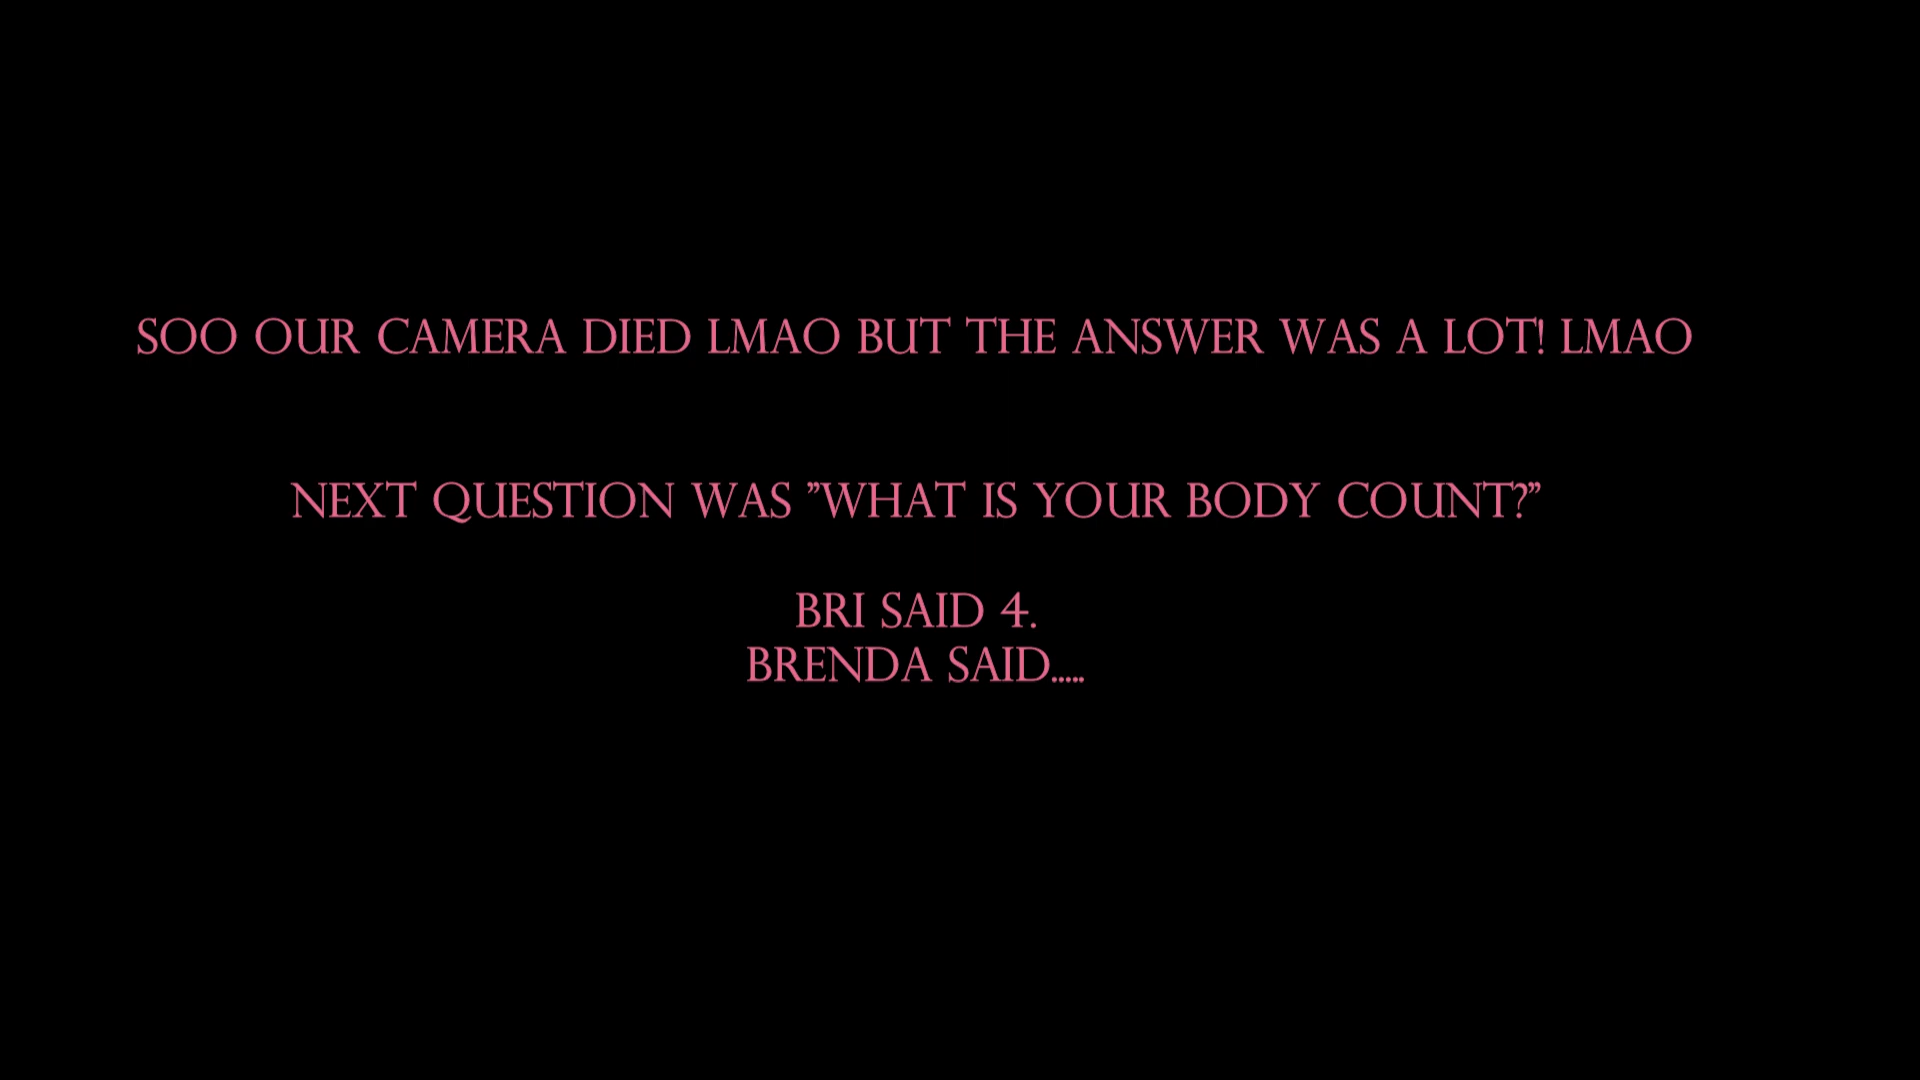 SOO OUR CAMERA DIED LMAO BUT THE ANSWER WAS A LOT! LMAO
NEXT QUESTION WAS "WHAT IS YOUR BODY COUNT?"
BRI SAID 4.
BRENDA SAID.....